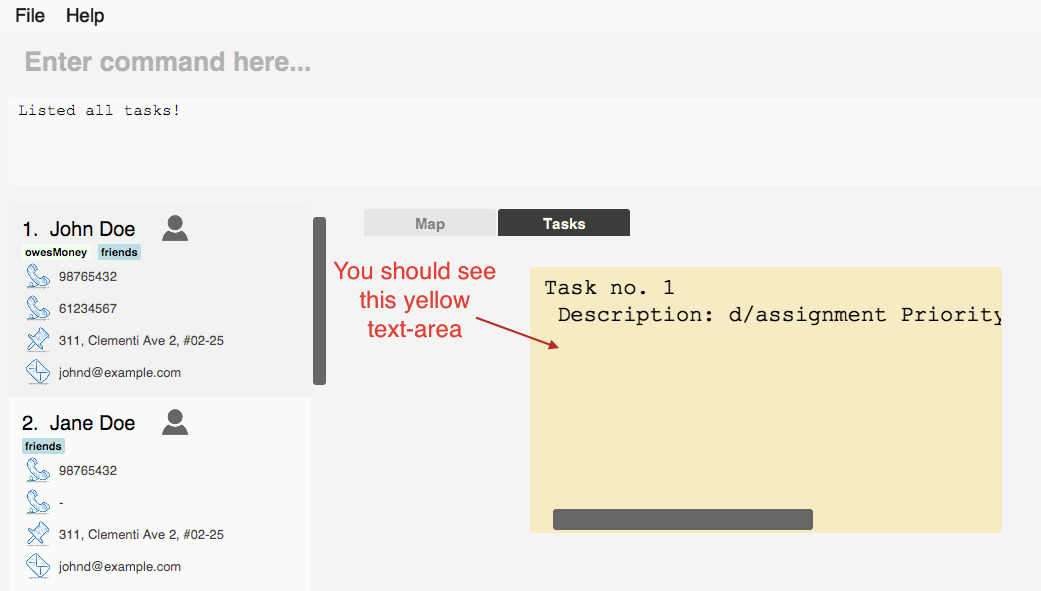 File Help
Enter command here...
Listed all tasks!
1. John Doe
owesMoney friends
98765432
61234567
311, Clementi Ave 2, #02-25
johnd@example.com
2. Jane Doe
friends
98765432
-
311, Clementi Ave 2, #02-25
johnd@example.com
Map Tasks
You should see
this yellow
text-area
Task no. 1
Description: d/assignment Priority